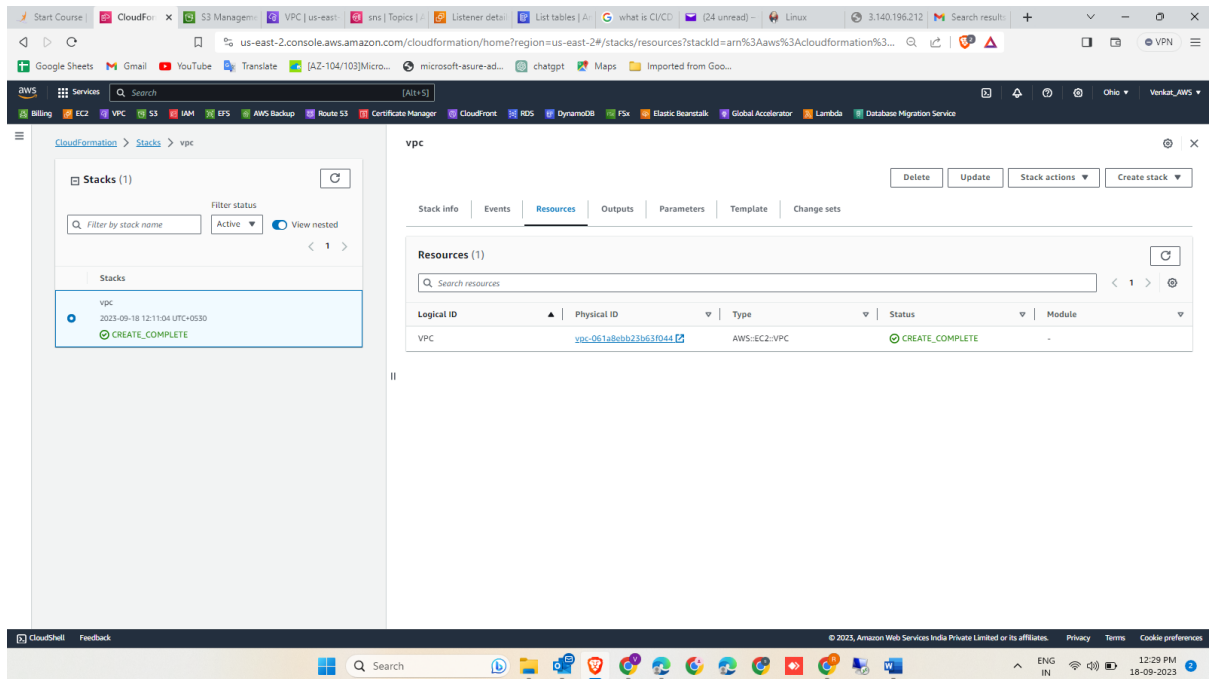 Start Course |
CloudFor
S3 Manageme
VPC | us-east-
sns | Topics | A
Listener detail
List tables | Am
what is CI/CD
(24 unread) -
Linux
3.140.196.212
Search results
us-east-2.console.aws.amazon.com/cloudformation/home?region=us-east-2#/stacks/resources?stackId=arn%3Aaws%3Acloudformation%3...
VPN
Google Sheets
Gmail
YouTube
Translate
[AZ-104/103]Micro...
microsoft-asure-ad...
chatgpt
Maps
Imported from Goo...
aws
Services
Search
[Alt+S]
Ohio
Venkat_AWS
Billing
EC2
VPC
S3
IAM
EFS
AWS Backup
Route 53
Certificate Manager
CloudFront
RDS
DynamoDB
FSx
Elastic Beanstalk
Global Accelerator
Lambda
Database Migration Service
CloudFormation > Stacks > vpc
Stacks (1)
Filter status
Filter by stack name
Active
View nested
< 1 >
Stacks
vpc
2023-09-18 12:11:04 UTC+0530
CREATE_COMPLETE
vpc
Delete
Update
Stack actions
Create stack
Stack info
Events
Resources
Outputs
Parameters
Template
Change sets
Resources (1)
Search resources
< 1 >
Logical ID
Physical ID
Type
Status
Module
VPC
vpc-061a8ebb23b63f044
AWS::EC2::VPC
CREATE_COMPLETE
-
CloudShell
Feedback
© 2023, Amazon Web Services India Private Limited or its affiliates.
Privacy
Terms
Cookie preferences
Search
ENG
IN
12:29 PM
18-09-2023
2